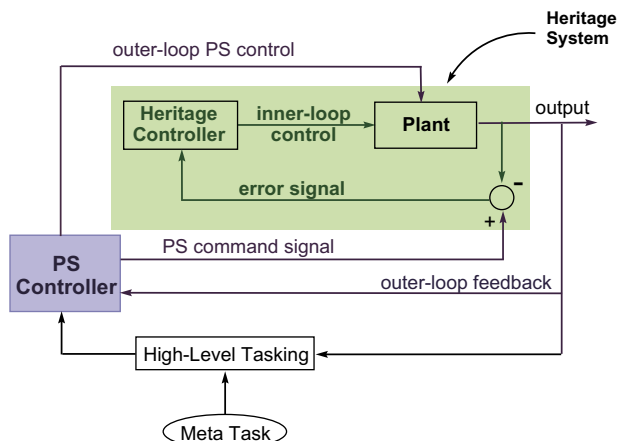 Heritage
System
outer-loop PS control
output
Heritage
Controller
inner-loop
control
Plant
error signal
-
+
PS command signal
PS
Controller
outer-loop feedback
High-Level Tasking
Meta Task